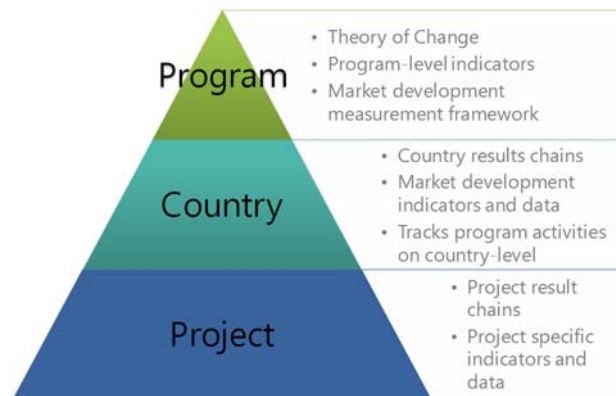 Program
• Theory of Change
• Program-level indicators
• Market development
measurement framework
Country
• Country results chains
• Market development
indicators and data
• Tracks program activities
on country-level
Project
• Project result
chains
• Project specific
indicators and
data